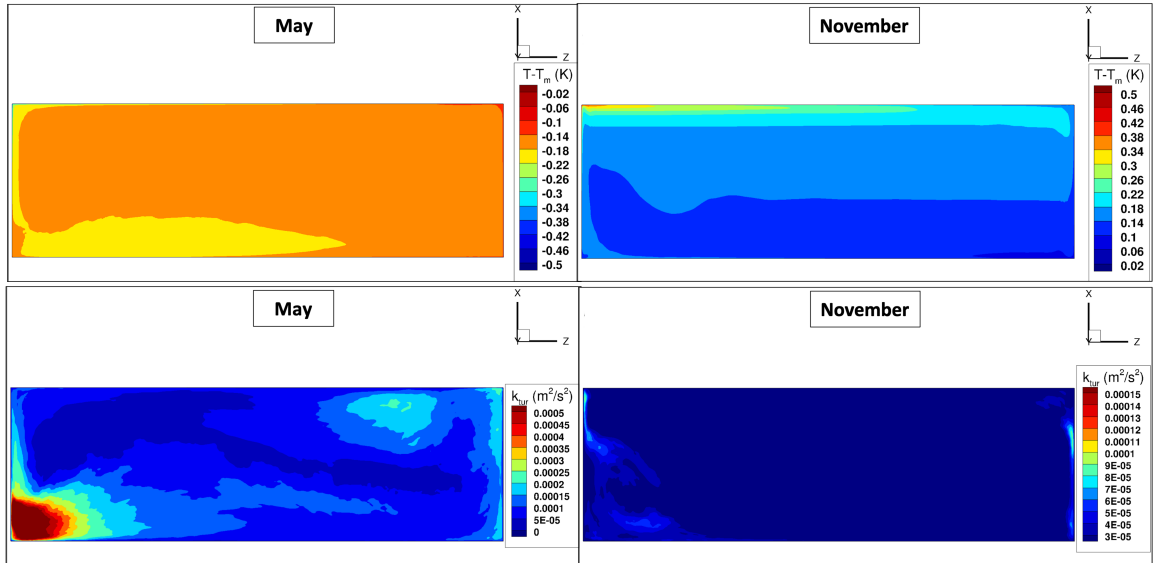 May
X
Z
T-Tm (K)
-0.02
-0.06
-0.1
-0.14
-0.18
-0.22
-0.26
-0.3
-0.34
-0.38
-0.42
-0.46
-0.5
November
X
Z
T-Tm (K)
0.5
0.46
0.42
0.38
0.34
0.3
0.26
0.22
0.18
0.14
0.1
0.06
0.02
May
X
Z
ktur (m²/s²)
0.0005
0.00045
0.0004
0.00035
0.0003
0.00025
0.0002
0.00015
0.0001
5E-05
0
November
X
Z
ktur (m²/s²)
0.00015
0.00014
0.00013
0.00012
0.00011
0.0001
9E-05
8E-05
7E-05
6E-05
5E-05
4E-05
3E-05